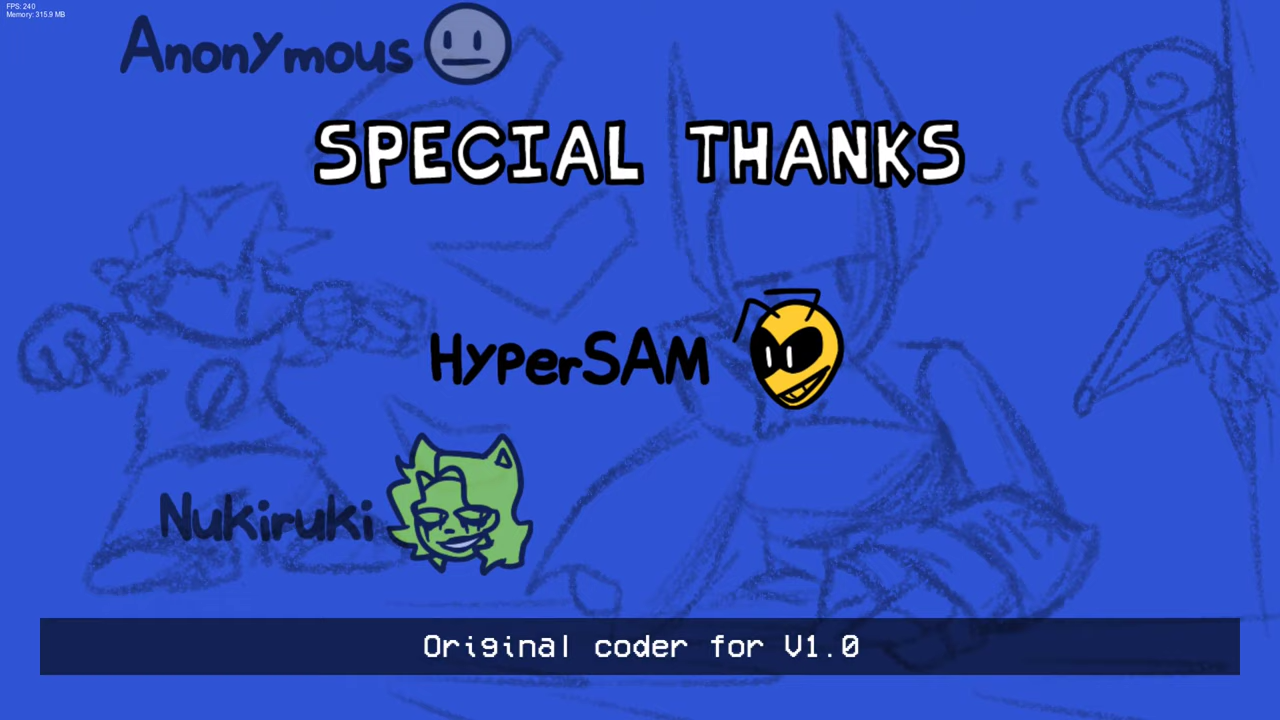 FPS: 240
Memory: 315.9 MB
Anonymous
SPECIAL THANKS
HyperSAM
Nukiruki
Original coder for V1.0